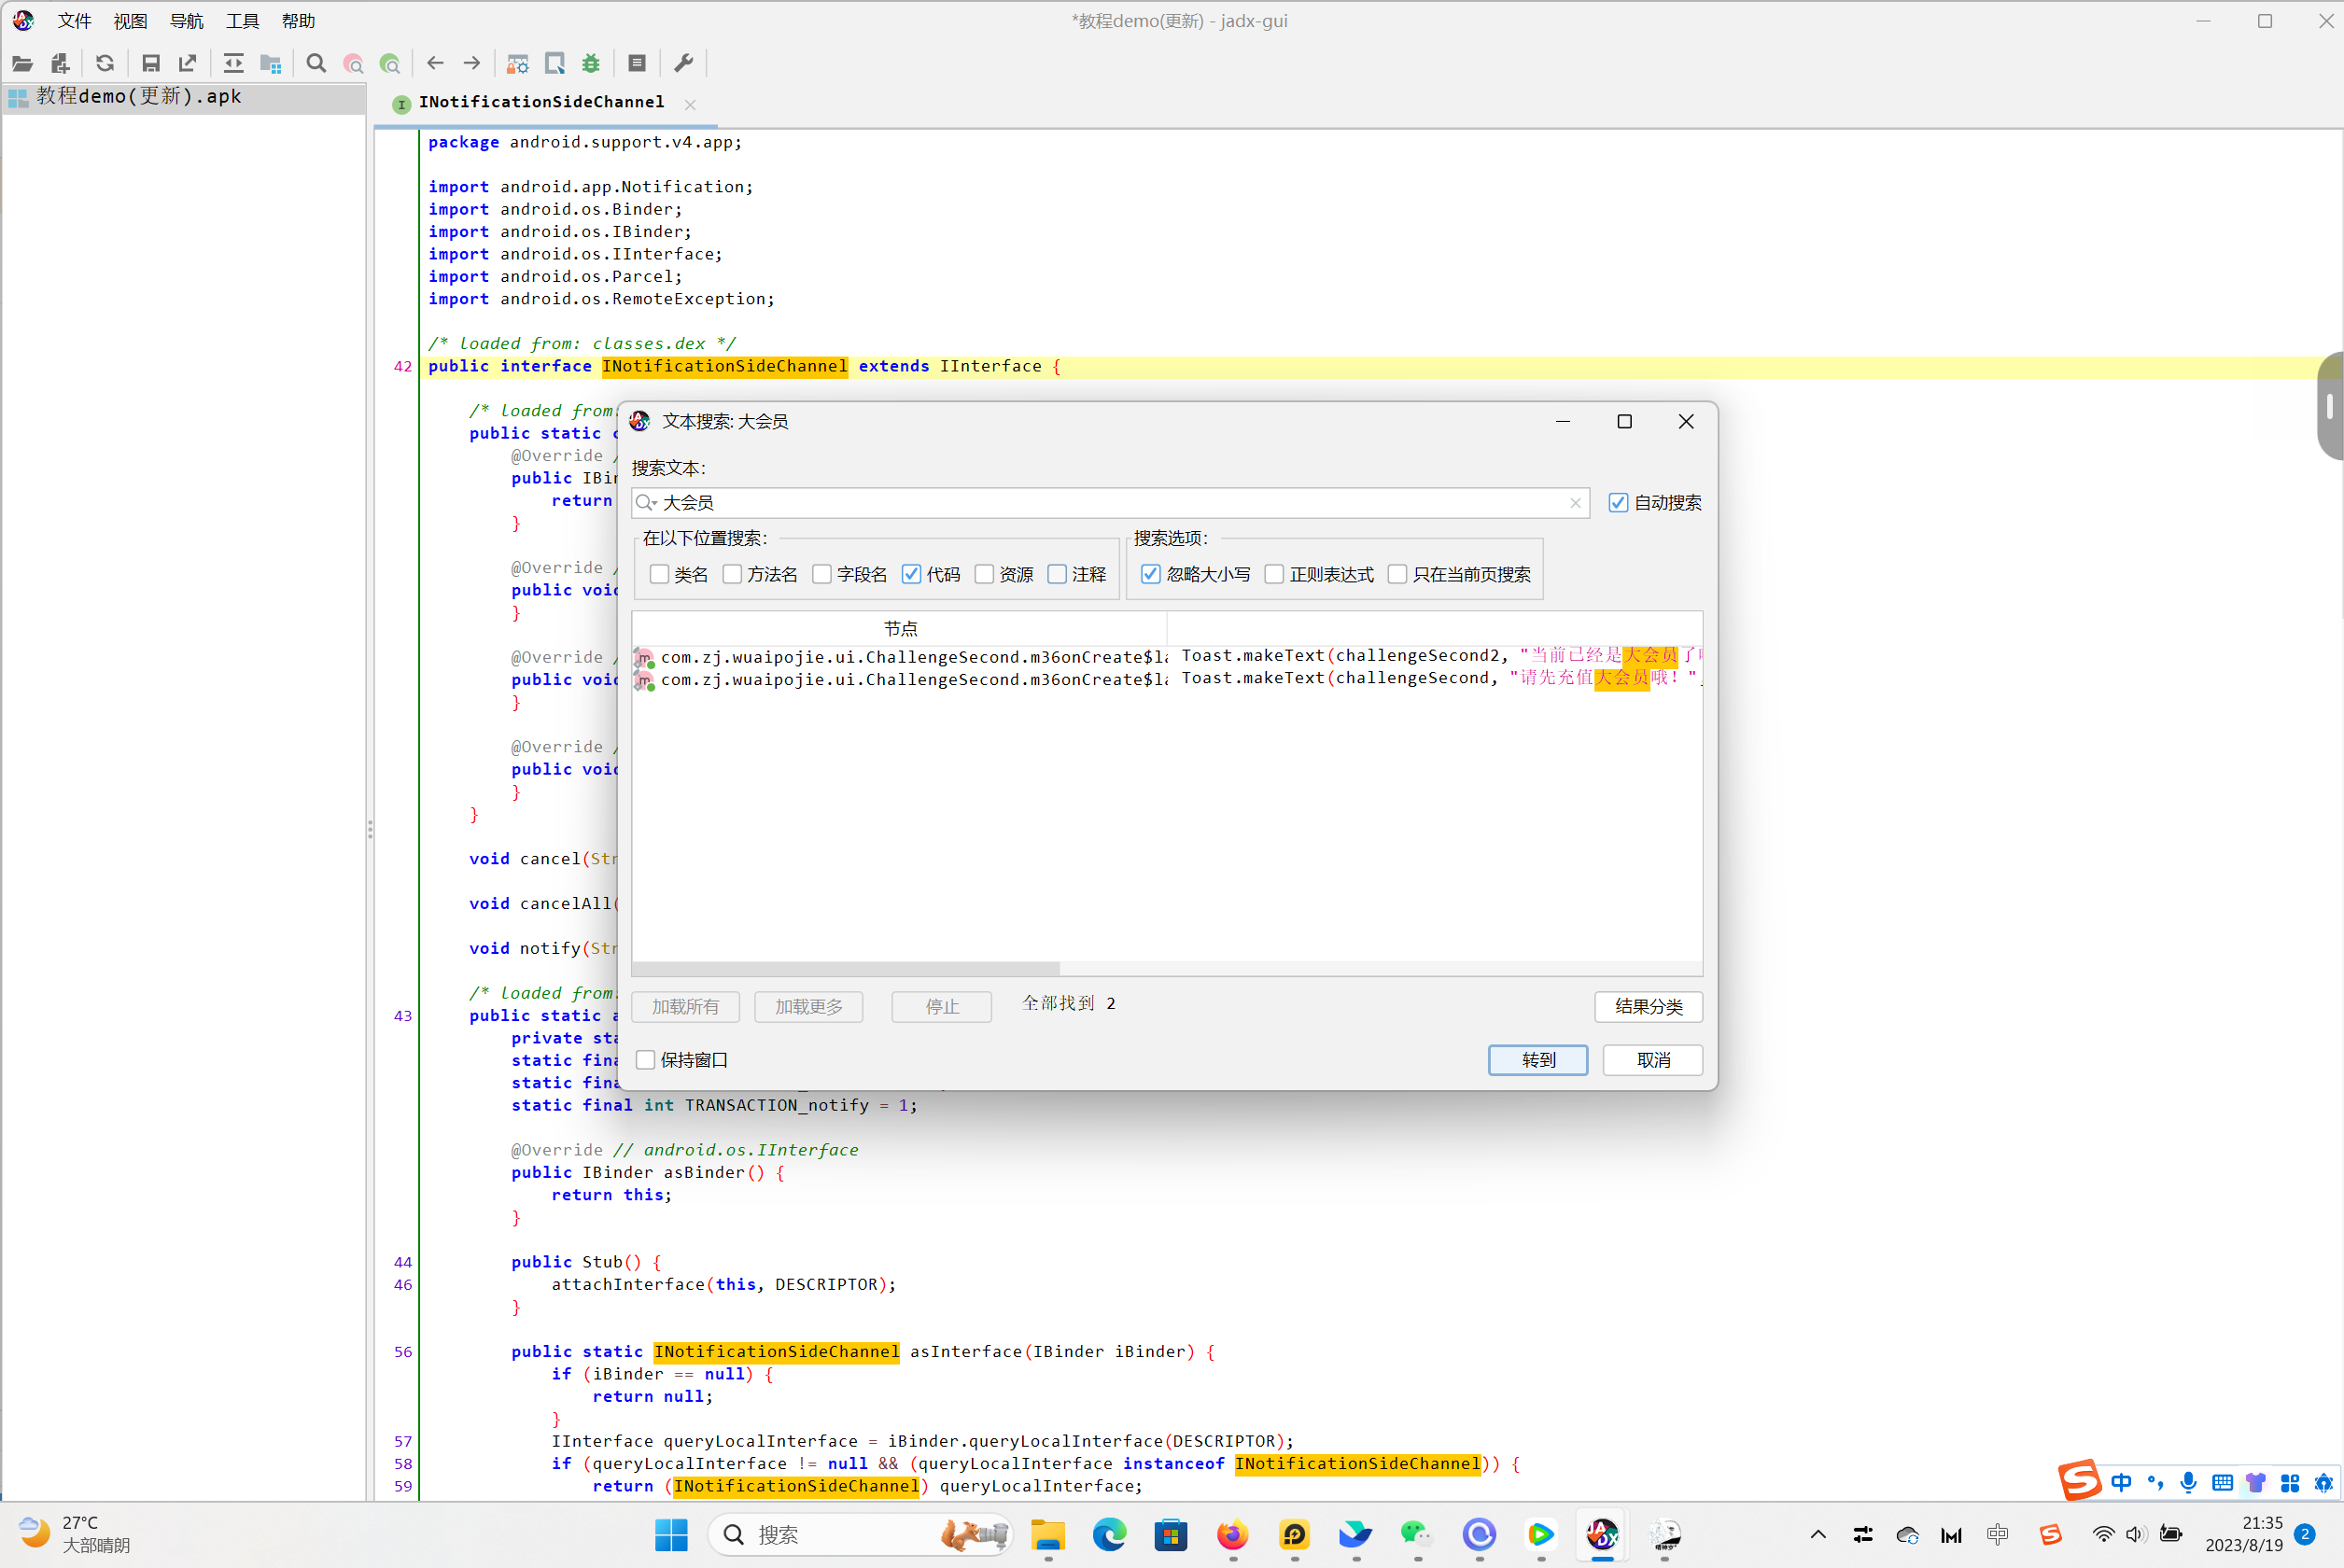 文件 视图 导航 工具 帮助
*教程demo(更新) - jadx-gui
教程demo(更新).apk
INotificationSideChannel
package android.support.v4.app;
import android.app.Notification;
import android.os.Binder;
import android.os.IBinder;
import android.os.IInterface;
import android.os.Parcel;
import android.os.RemoteException;
/* loaded from: classes.dex */
42 public interface INotificationSideChannel extends IInterface {
/* loaded from:
public static
@Override
public IBin
return
}
@Override
public void
}
@Override
public void
}
@Override
public void
}
}
void cancel(Str
void cancelAll(
void notify(Str
/* loaded from:
43 public static a
private sta
static fina
static fina
static final int TRANSACTION_notify = 1;
@Override // android.os.IInterface
public IBinder asBinder() {
return this;
}
44 public Stub() {
46 attachInterface(this, DESCRIPTOR);
}
56 public static INotificationSideChannel asInterface(IBinder iBinder) {
if (iBinder == null) {
return null;
}
57 IInterface queryLocalInterface = iBinder.queryLocalInterface(DESCRIPTOR);
58 if (queryLocalInterface != null && (queryLocalInterface instanceof INotificationSideChannel)) {
59 return (INotificationSideChannel) queryLocalInterface;
文本搜索: 大会员
搜索文本:
大会员
自动搜索
在以下位置搜索:
类名 方法名 字段名 代码 资源 注释
搜索选项:
忽略大小写 正则表达式 只在当前页搜索
节点
com.zj.wuaipojie.ui.ChallengeSecond.m36onCreate$la Toast.makeText(challengeSecond2, "当前已经是大会员了
com.zj.wuaipojie.ui.ChallengeSecond.m36onCreate$la Toast.makeText(challengeSecond, "请先充值大会员哦!",
加载所有 加载更多 停止 全部找到 2 结果分类
保持窗口 转到 取消
中
27°C
大部晴朗
搜索
中
21:35
2023/8/19
2